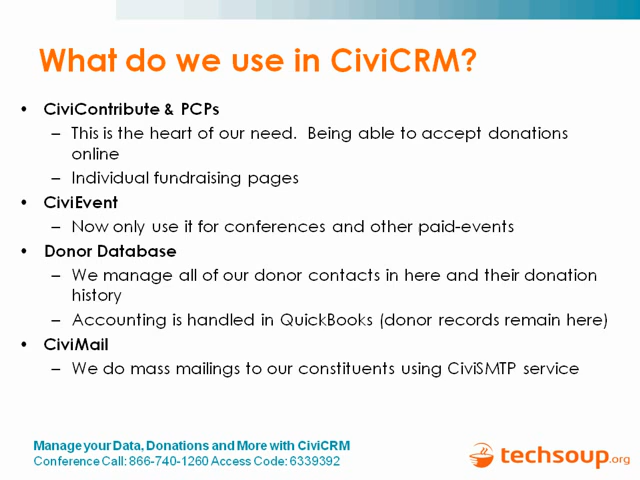 What do we use in CiviCRM?
• CiviContribute & PCPs
– This is the heart of our need.  Being able to accept donations
online
– Individual fundraising pages
• CiviEvent
– Now only use it for conferences and other paid-events
• Donor Database
– We manage all of our donor contacts in here and their donation
history
– Accounting is handled in QuickBooks (donor records remain here)
• CiviMail
– We do mass mailings to our constituents using CiviSMTP service
Manage your Data, Donations and More with CiviCRM
Conference Call: 866-740-1260 Access Code: 6339392
techsoup.org